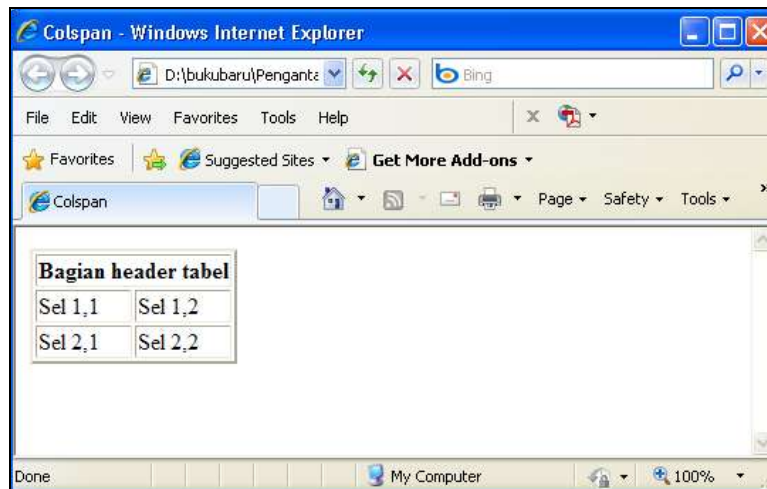 Colspan - Windows Internet Explorer
D:\bukubaru\Penganta Bing
File Edit View Favorites Tools Help
Favorites Suggested Sites Get More Add-ons
Colspan Page Safety Tools »
Bagian header tabel
Sel 1,1 Sel 1,2
Sel 2,1 Sel 2,2
Done My Computer 100%